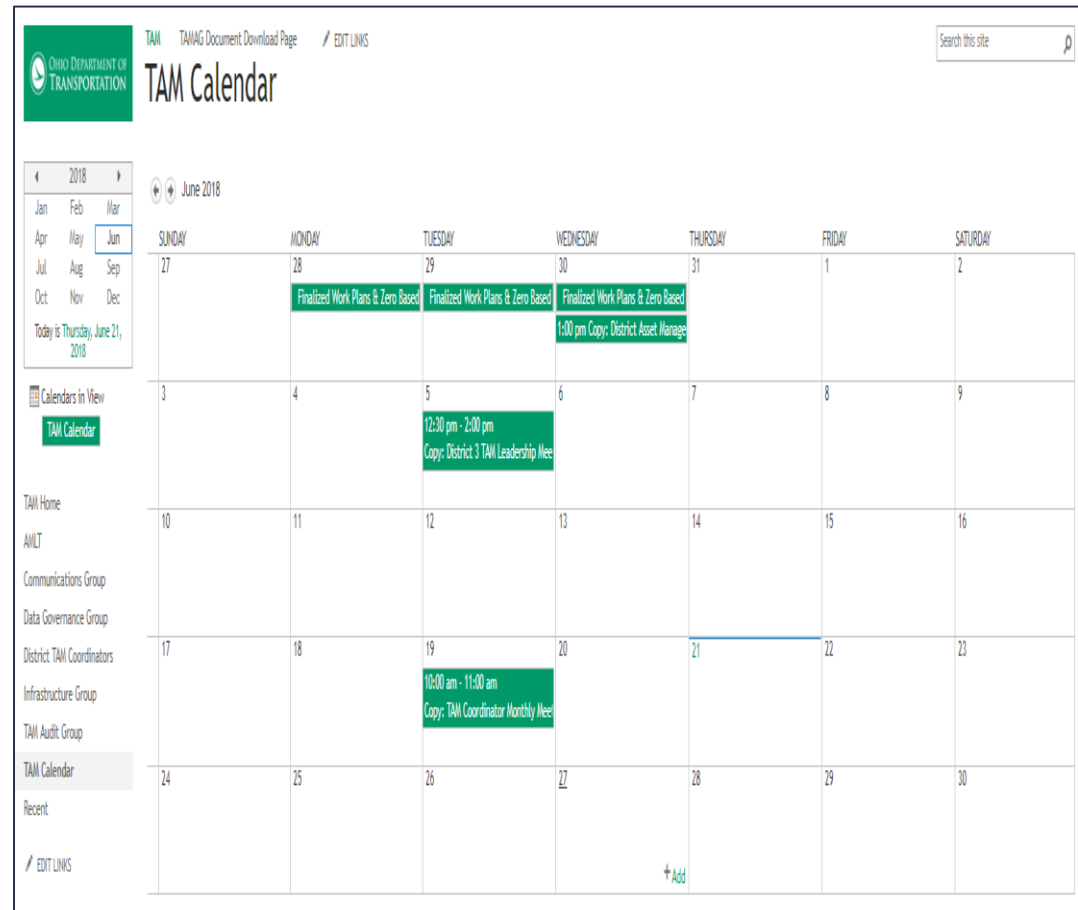 OHIO DEPARTMENT OF
TRANSPORTATION
TAM TAMAG Document Download Page EDIT LINKS
Search this site
TAM Calendar
2018
Jan Feb Mar
Apr May Jun
Jul Aug Sep
Oct Nov Dec
Today is Thursday, June 21,
2018
Calendars in View
TAM Calendar
TAM Home
AMLT
Communications Group
Data Governance Group
District TAM Coordinators
Infrastructure Group
TAM Audit Group
TAM Calendar
Recent
EDIT LINKS
June 2018
SUNDAY MONDAY TUESDAY WEDNESDAY THURSDAY FRIDAY SATURDAY
27 28 29 30 31 1 2
Finalized Work Plans & Zero Based Finalized Work Plans & Zero Based Finalized Work Plans & Zero Based
1:00 pm Copy: District Asset Manage
3 4 5 6 7 8 9
12:30 pm - 2:00 pm
Copy: District 3 TAM Leadership Mee
10 11 12 13 14 15 16
17 18 19 20 21 22 23
10:00 am - 11:00 am
Copy: TAM Coordinator Monthly Meet
24 25 26 27 28 29 30
+ Add